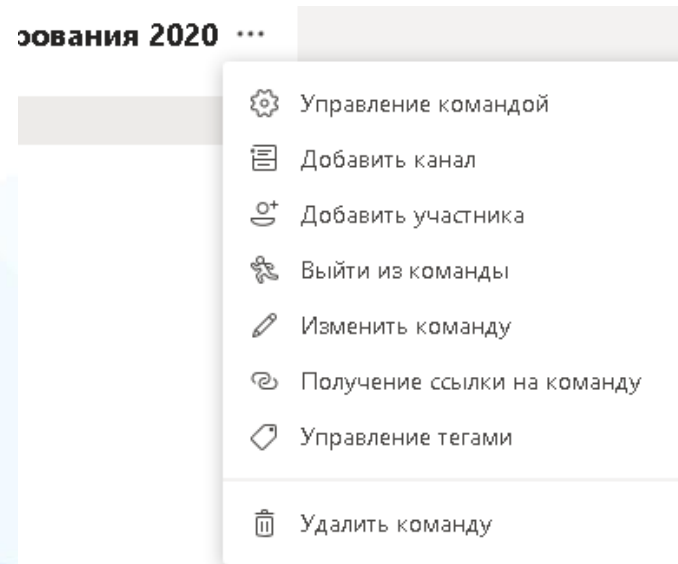 рования 2020 ...
Управление командой
Добавить канал
Добавить участника
Выйти из команды
Изменить команду
Получение ссылки на команду
Управление тегами
Удалить команду